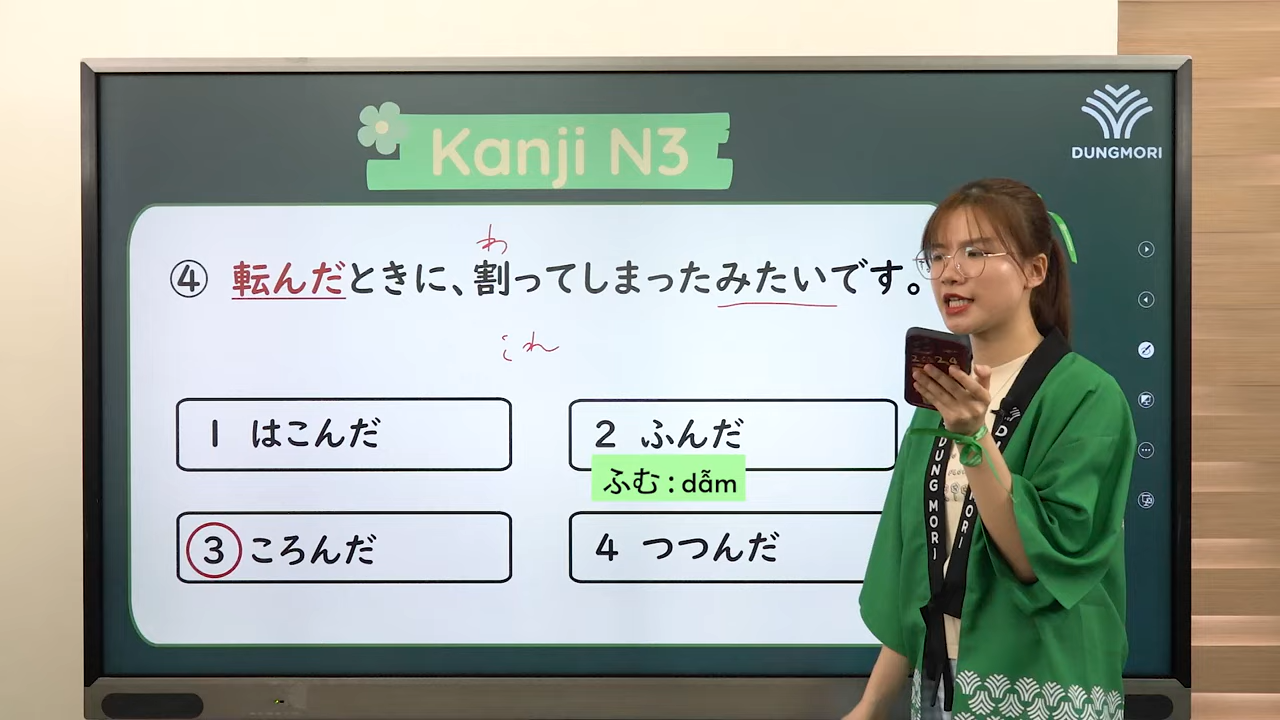 Kanji N3
DUNGMORI
わ
④ 転んだときに、割ってしまったみたいです。
これ
1 はこんだ
2 ふんだ
ふむ : dẫm
3 ころんだ
4 つつんだ
DUNG MORI